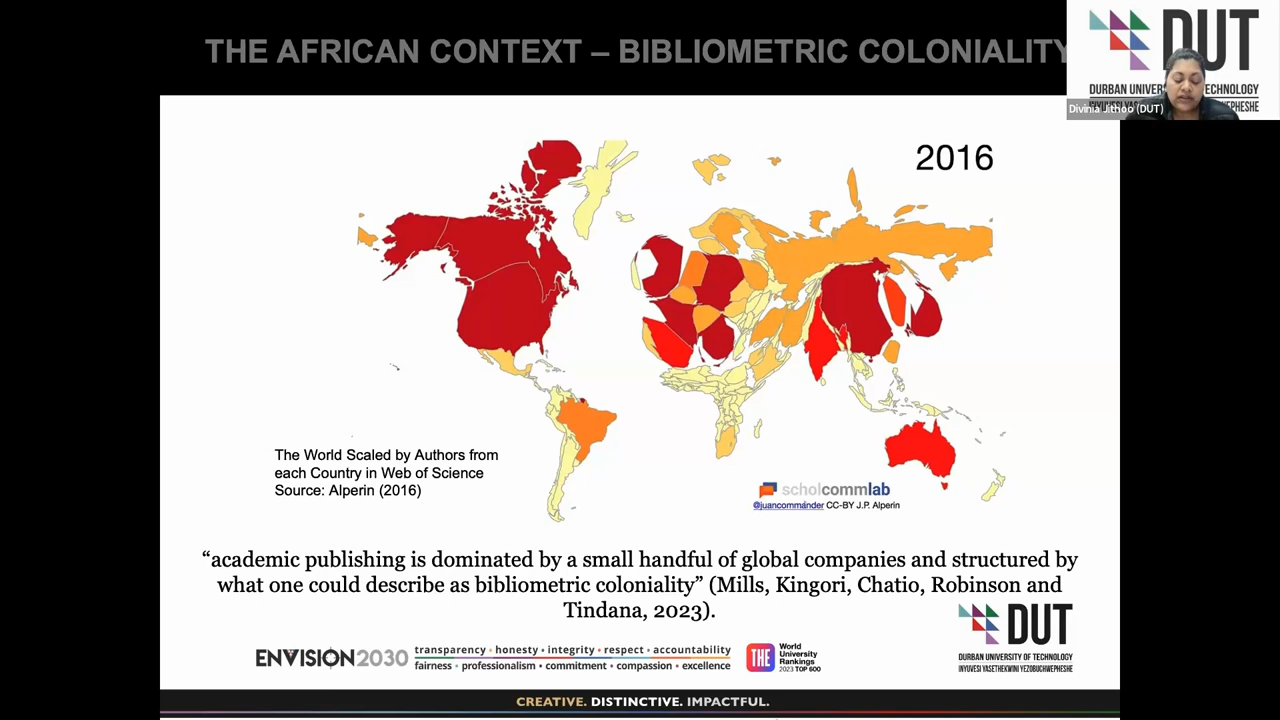 THE AFRICAN CONTEXT – BIBLIOMETRIC COLONIALITY
DUT
DURBAN UNIVERSITY OF TECHNOLOGY
Divinia Jithoo (DUT)
2016
The World Scaled by Authors from
each Country in Web of Science
Source: Alperin (2016)
scholcommlab
@juancommander CC-BY J.P. Alperin
“academic publishing is dominated by a small handful of global companies and structured by
what one could describe as bibliometric coloniality” (Mills, Kingori, Chatio, Robinson and
Tindana, 2023).
ENVISION2030
transparency • honesty • integrity • respect • accountability
fairness • professionalism • commitment • compassion • excellence
THE
World
University
Rankings
2023 TOP 600
DUT
DURBAN UNIVERSITY OF TECHNOLOGY
INYUVESI YASETHEKWINI YEZOBUCHWEPHESHE
CREATIVE. DISTINCTIVE. IMPACTFUL.